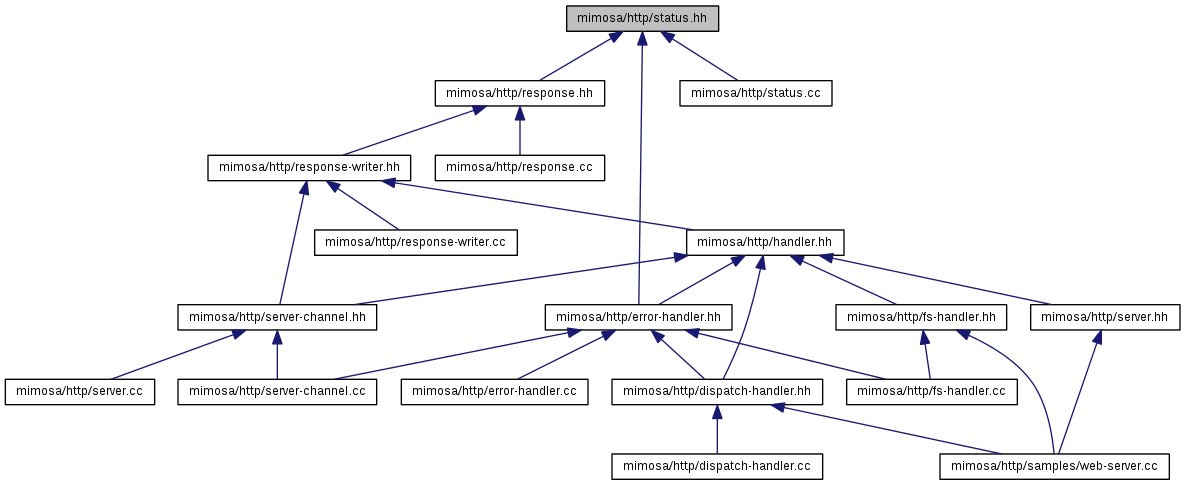 mimosa/http/status.hh
mimosa/http/response.hh
mimosa/http/status.cc
mimosa/http/response-writer.hh
mimosa/http/response.cc
mimosa/http/response-writer.cc
mimosa/http/handler.hh
mimosa/http/server-channel.hh
mimosa/http/error-handler.hh
mimosa/http/fs-handler.hh
mimosa/http/server.hh
mimosa/http/server.cc
mimosa/http/server-channel.cc
mimosa/http/error-handler.cc
mimosa/http/dispatch-handler.hh
mimosa/http/fs-handler.cc
mimosa/http/dispatch-handler.cc
mimosa/http/samples/web-server.cc